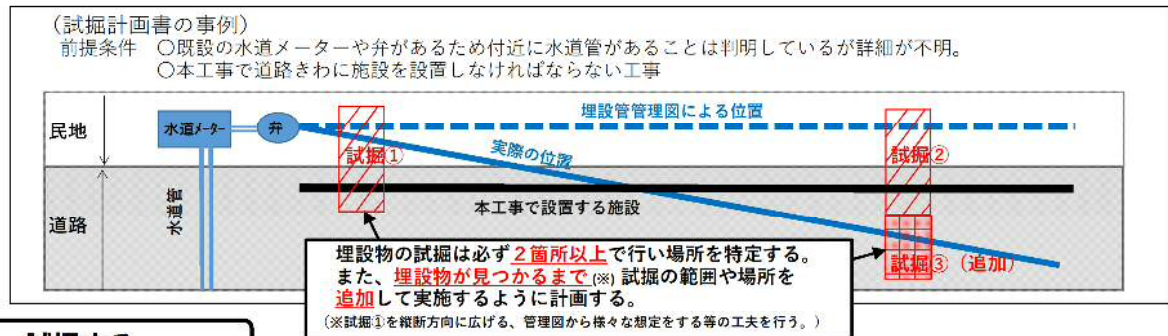 （試掘計画書の事例）
前提条件　○既設の水道メーターや弁があるため付近に水道管があることは判明しているが詳細が不明。
○本工事で道路きわに施設を設置しなければならない工事
埋設管管理図による位置
民地
水道メーター
弁
試掘①
実際の位置
試掘②
道路
水道管
本工事で設置する施設
試掘③（追加）
埋設物の試掘は必ず２箇所以上で行い場所を特定する。
また、埋設物が見つかるまで(※)試掘の範囲や場所を
追加して実施するように計画する。
（※試掘①を縦断方向に広げる、管理図から様々な想定をする等の工夫を行う。）